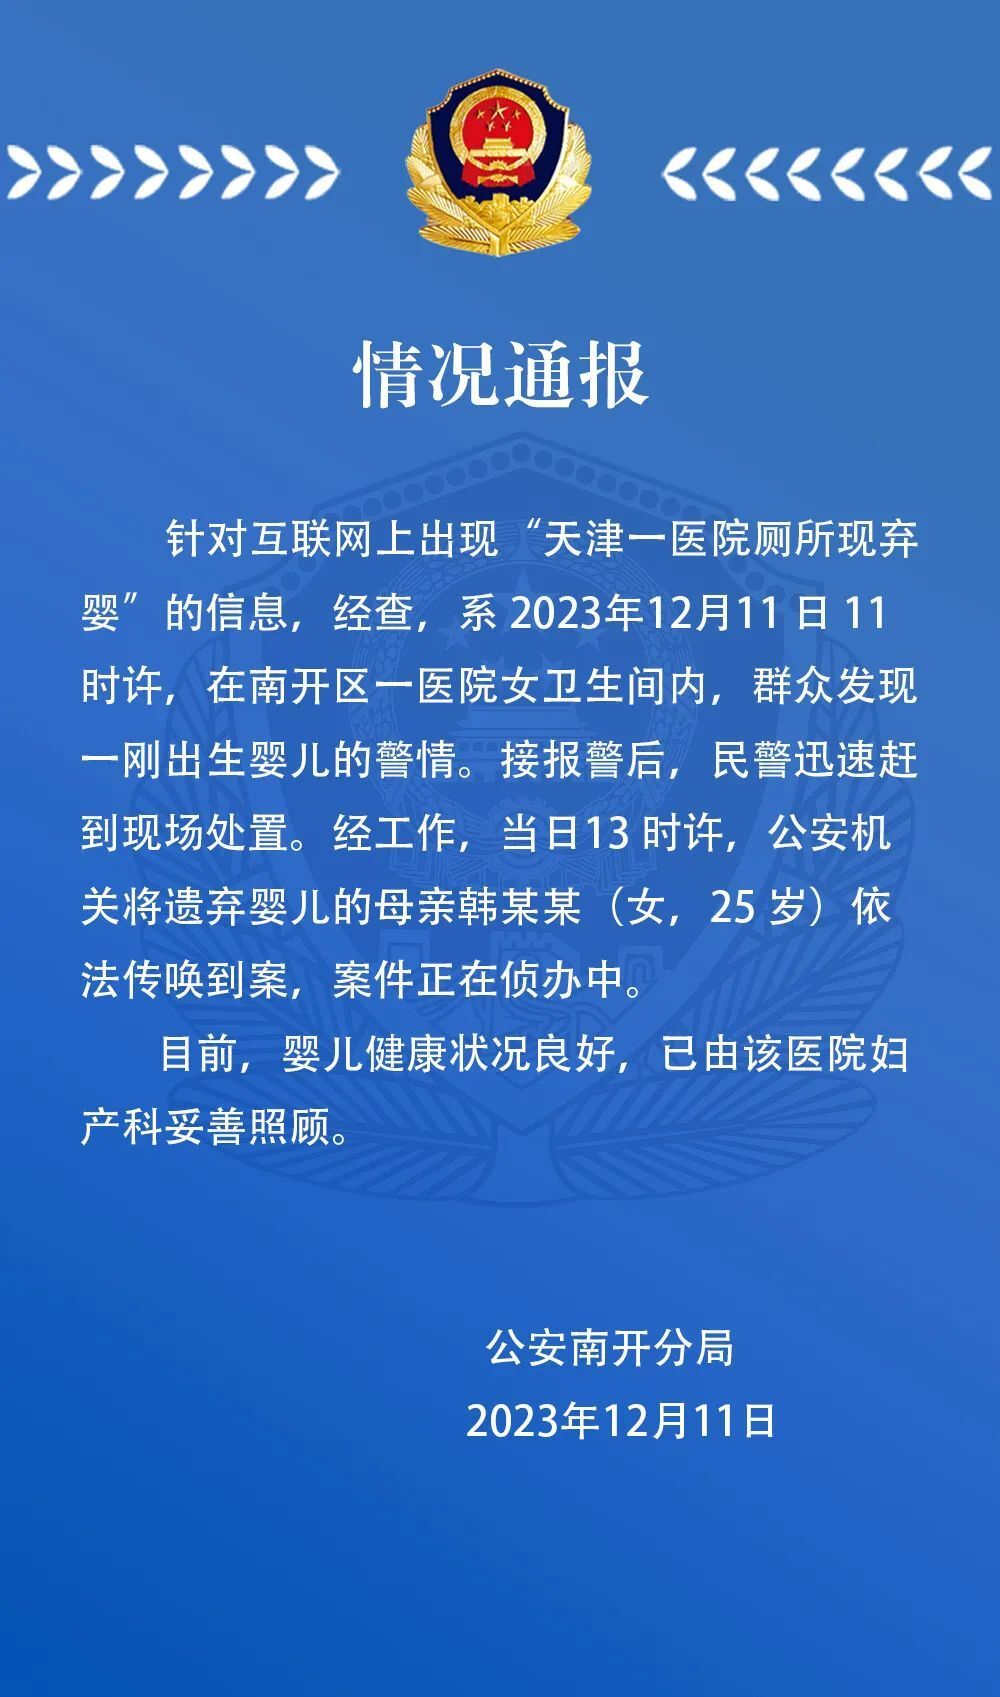 情况通报
针对互联网上出现“天津一医院厕所现弃
婴”的信息，经查，系 2023年12月11 日 11
时许，在南开区一医院女卫生间内，群众发现
一刚出生婴儿的警情。接报警后，民警迅速赶
到现场处置。经工作，当日13 时许，公安机
关将遗弃婴儿的母亲韩某某（女，25 岁）依
法传唤到案，案件正在侦办中。
目前，婴儿健康状况良好，已由该医院妇
产科妥善照顾。
公安南开分局
2023年12月11日